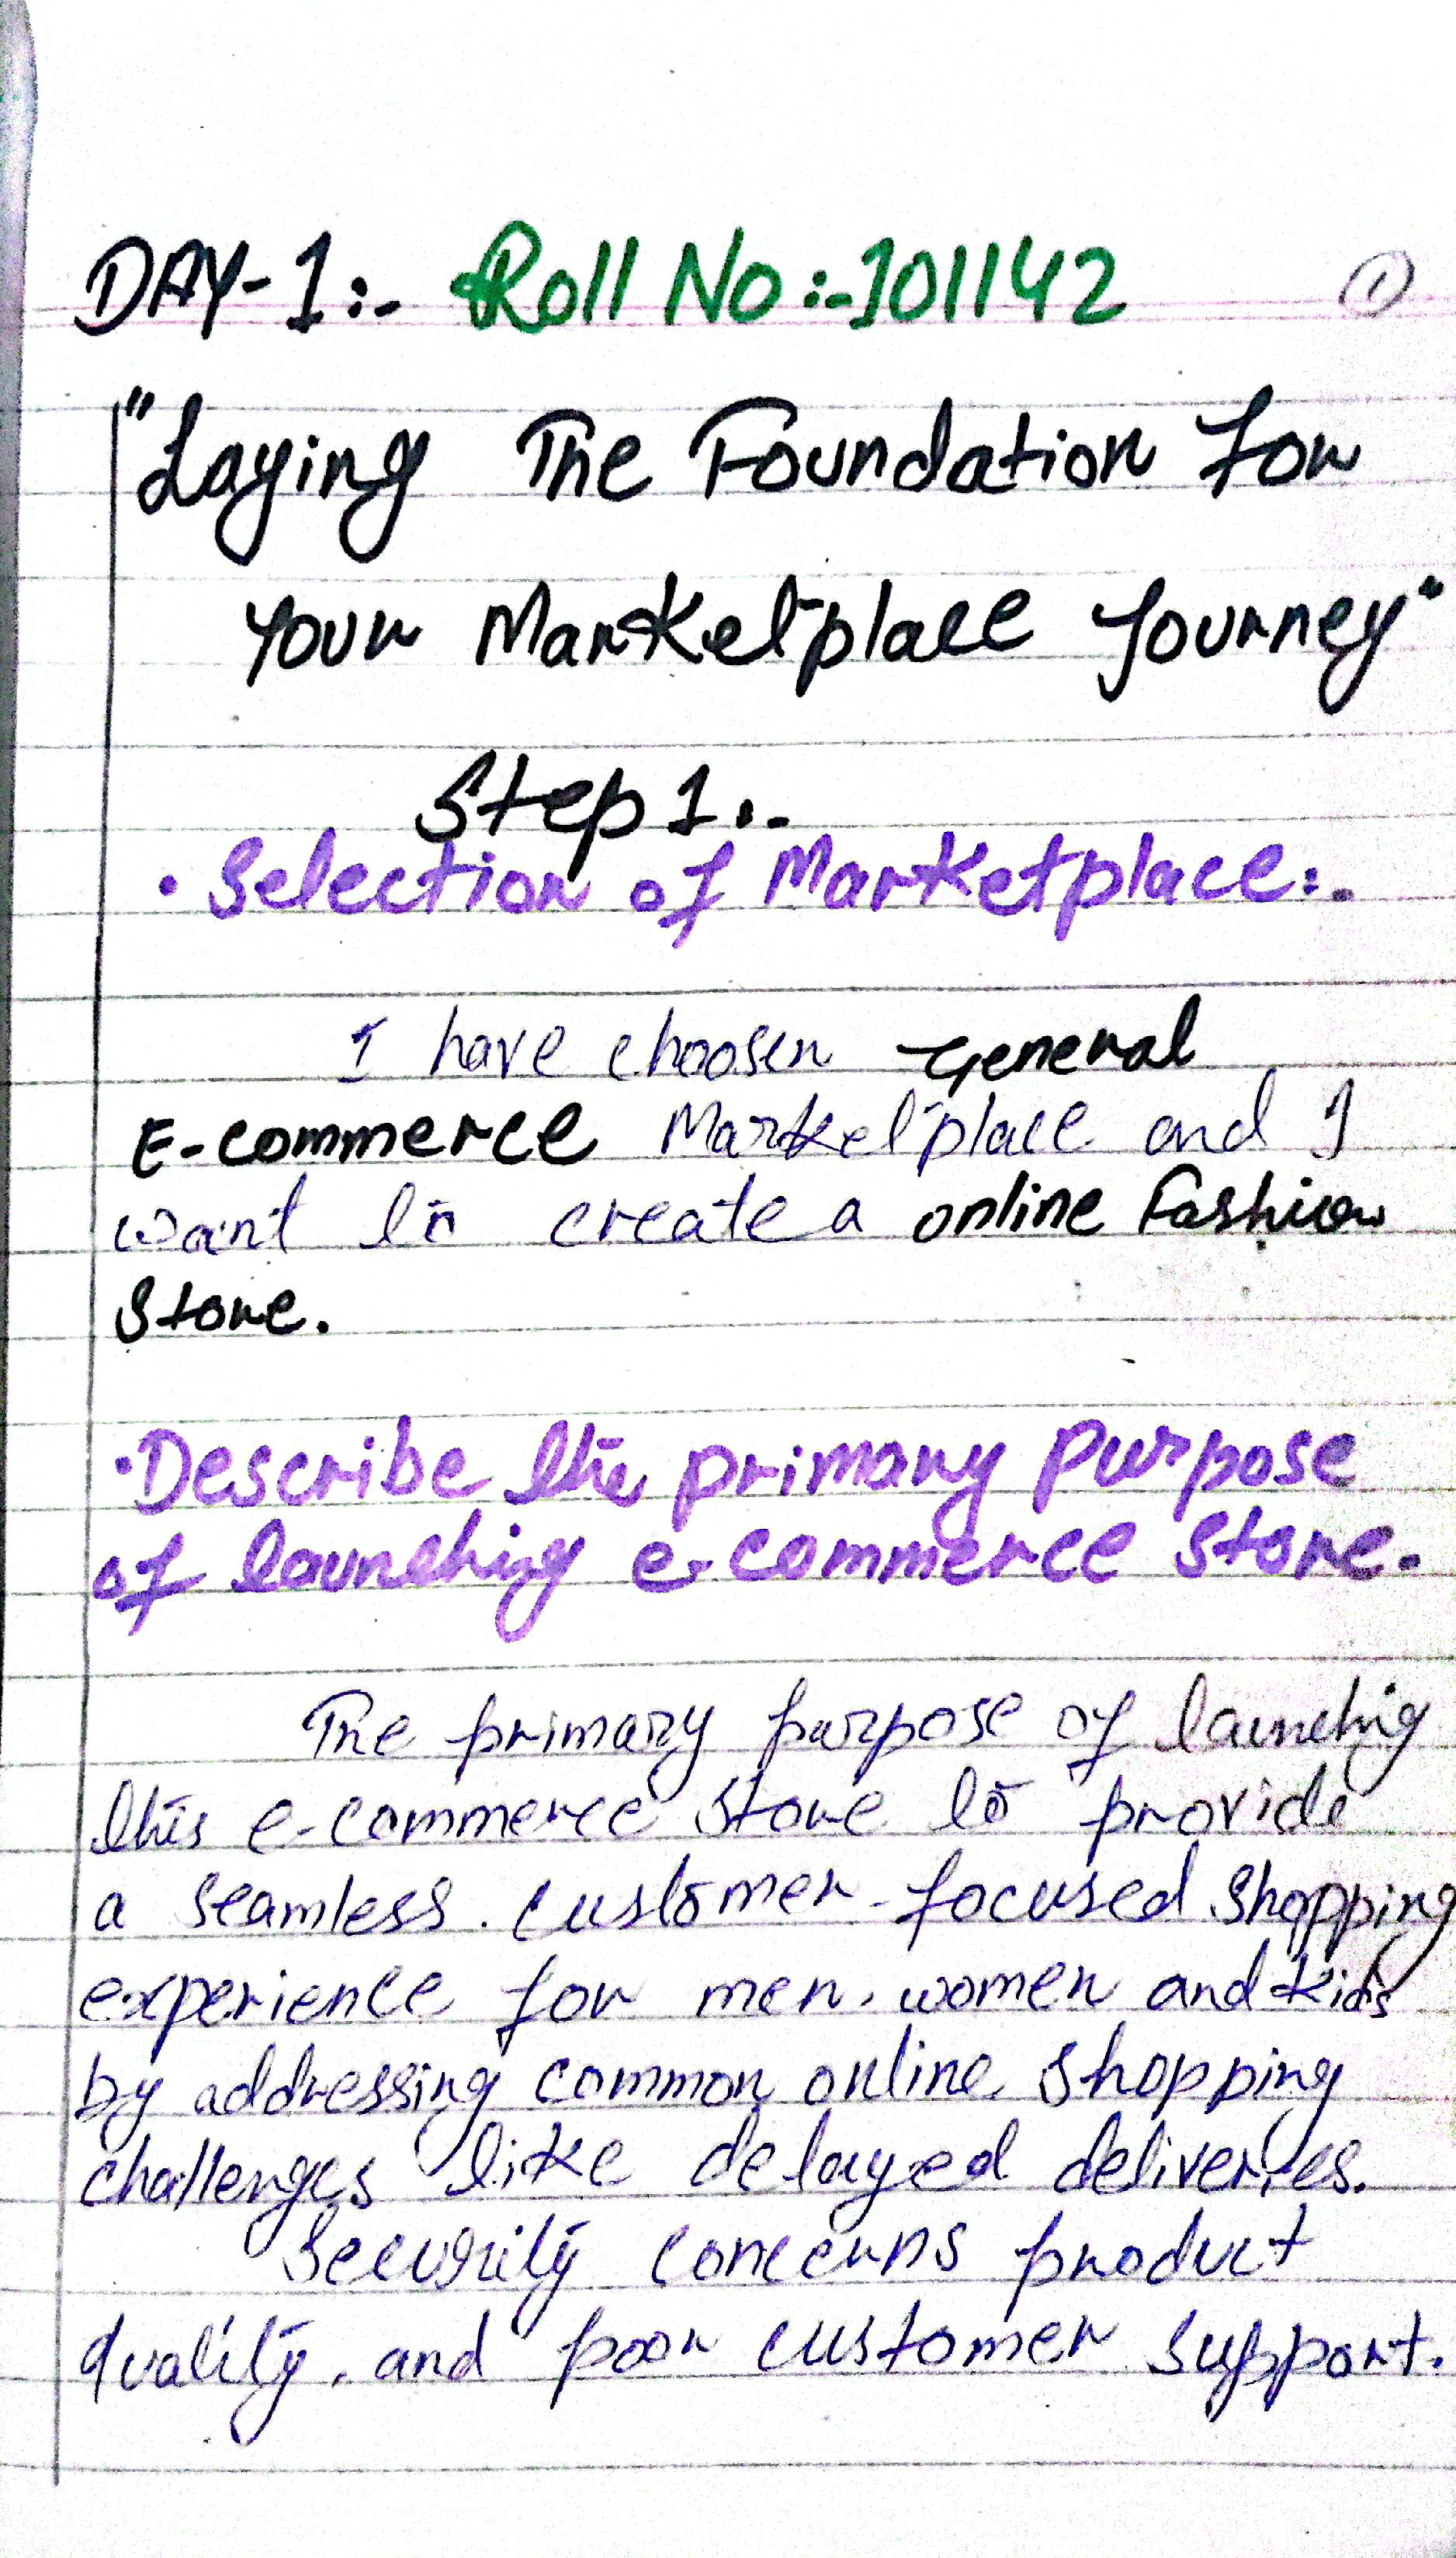 DAY-1:- Roll No:-101142 ①
"Laying The Foundation For
Your Marketplace Journey"
Step 1:-
• Selection of Marketplace:-
I have choosen General
E-commerce Marketplace and I
want to create a online Fashion
Store.
• Describe the primary purpose
of launching e-commerce store.
The primary purpose of launching
this e-commerce store to provide
a seamless. customer-focused shopping
experience for men, women and kids
by addressing common online shopping
challenges like delayed deliveries.
Security concerns product
quality, and poor customer support.